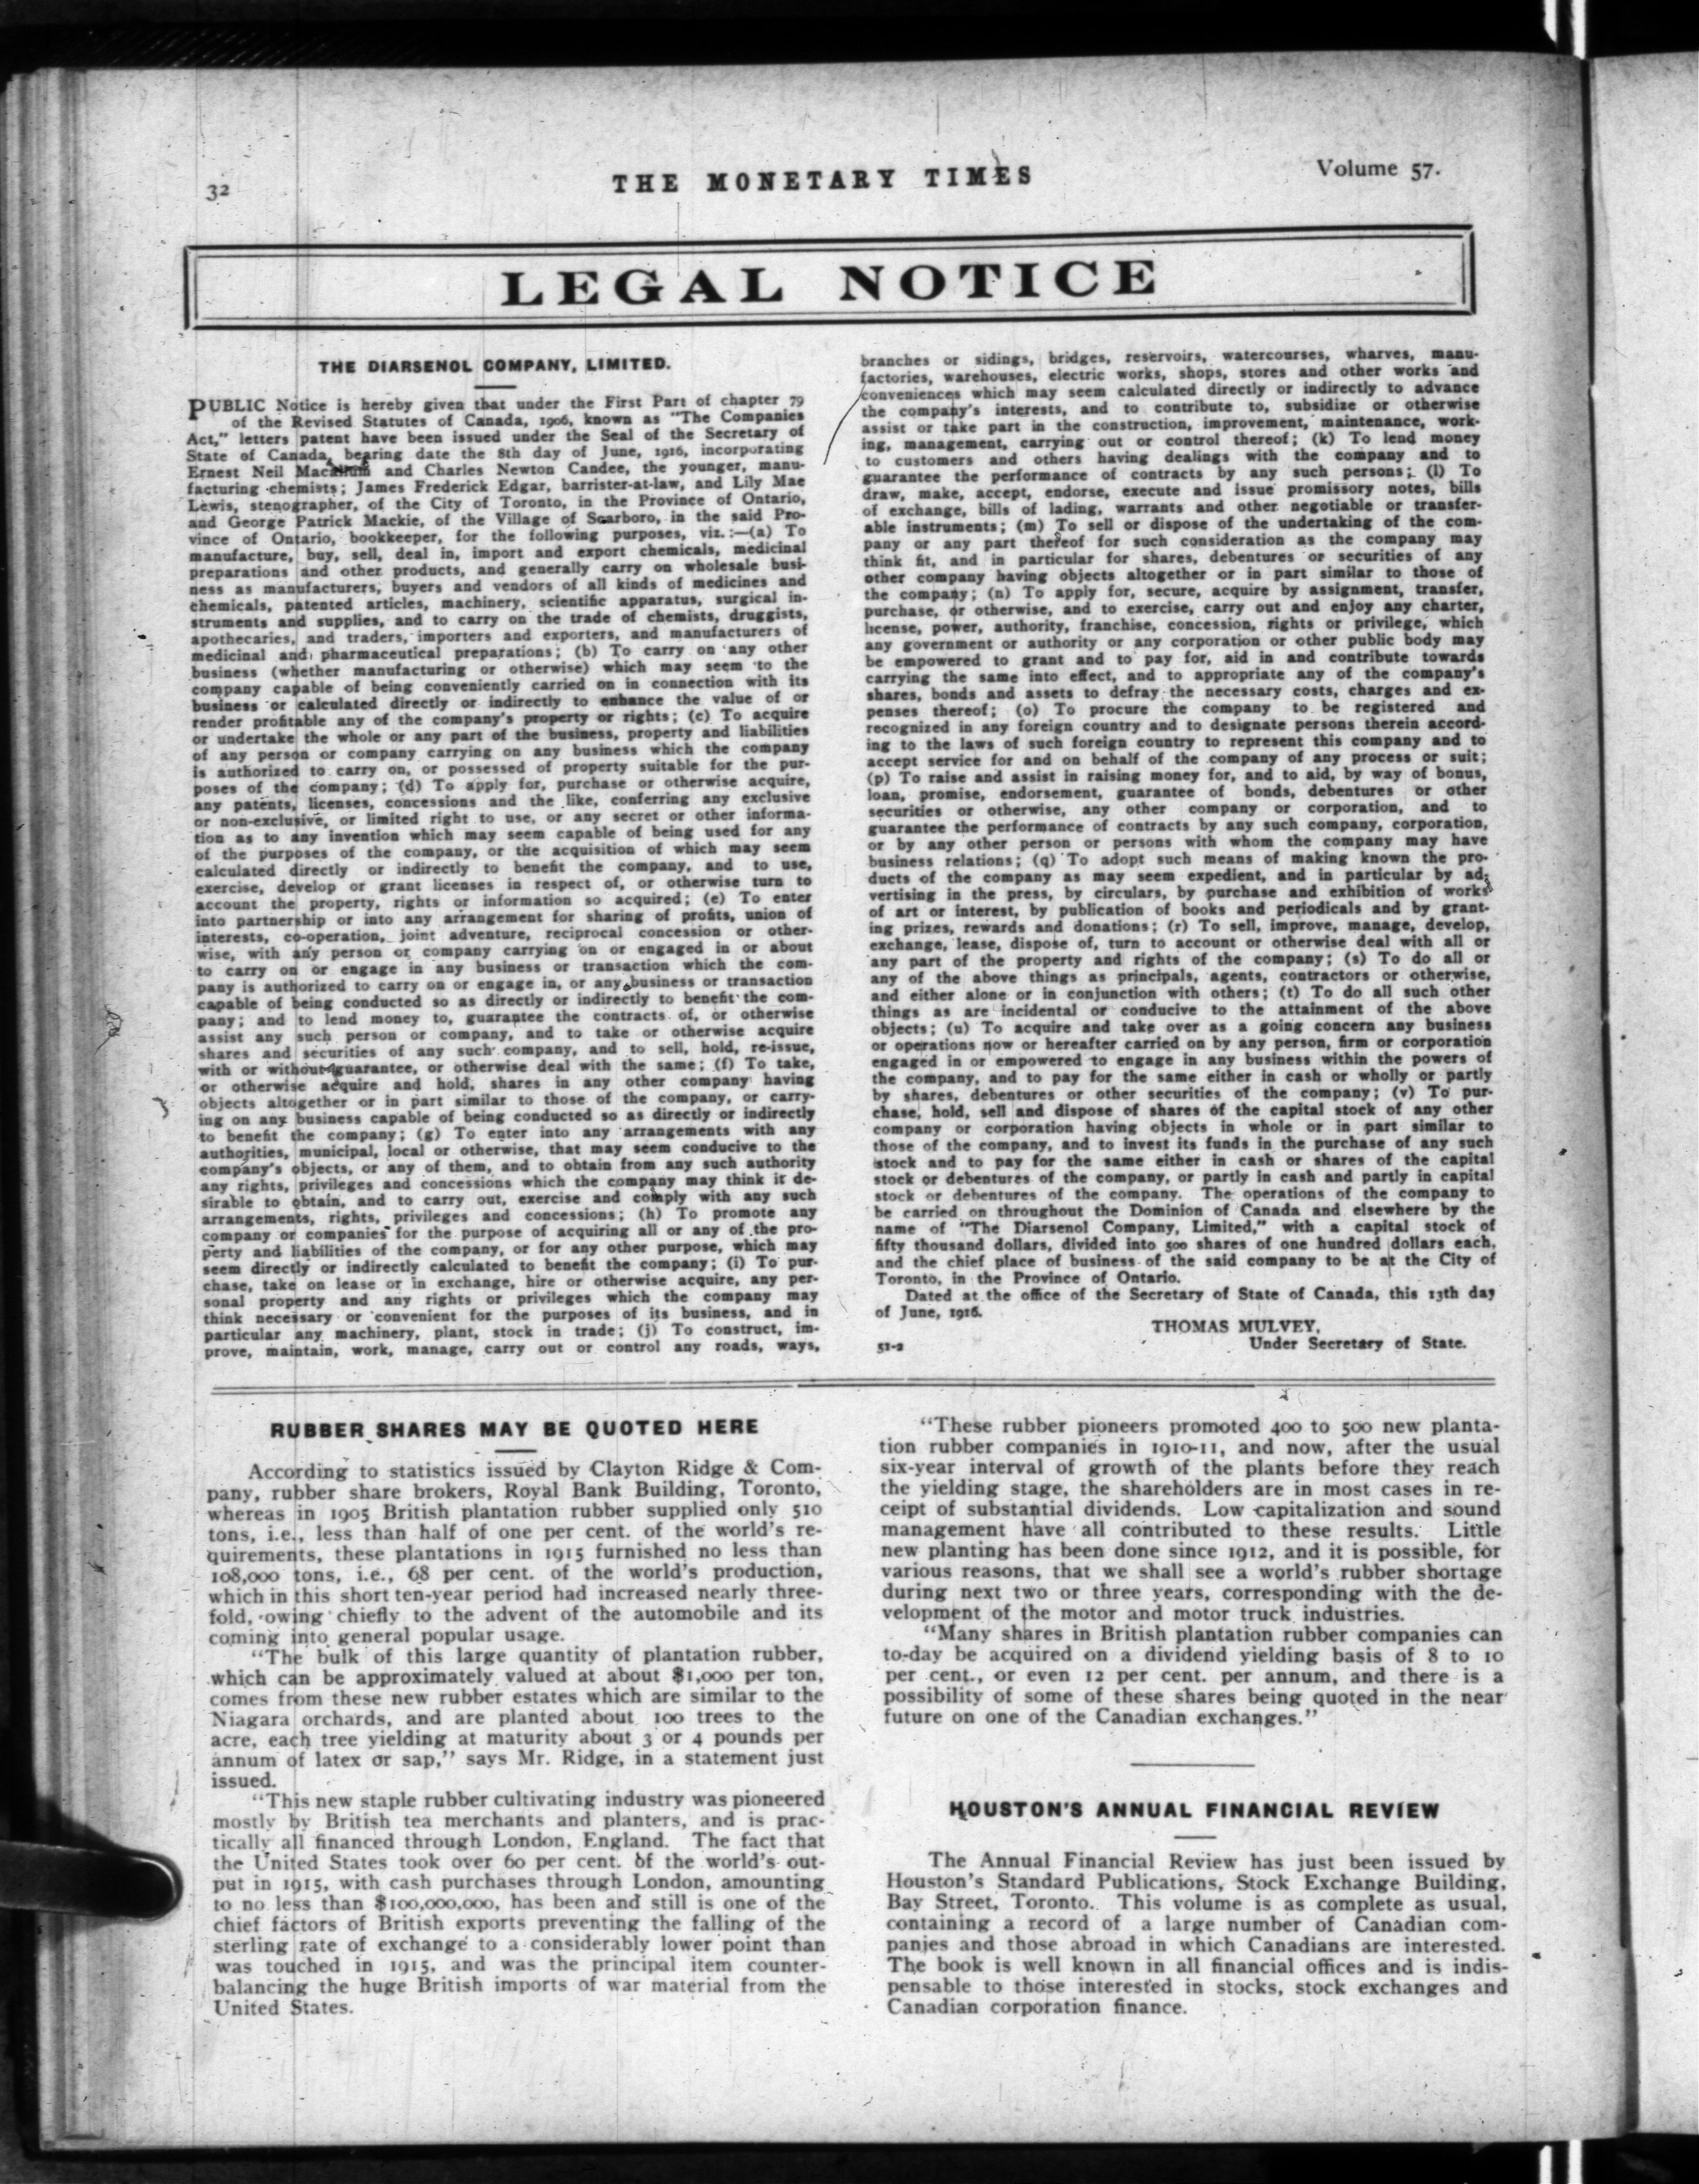 32
THE MONETARY TIMES
Volume 57.
LEGAL NOTICE
THE DIARSENOL COMPANY, LIMITED.
PUBLIC Notice is hereby given that under the First Part of chapter 79
of the Revised Statutes of Canada, 1906, known as "The Companies
Act," letters patent have been issued under the Seal of the Secretary of
State of Canada, bearing date the 8th day of June, 1916, incorporating
Ernest Neil and Charles Newton Candee, the younger, manu-
facturing chemists; James Frederick Edgar, barrister-at-law, and Lily Mae
Lewis, stenographer, of the City of Toronto, in the Province of Ontario,
and George Patrick Mackie, of the Village of Scarboro, in the said Pro-
vince of Ontario, bookkeeper, for the following purposes, viz.:—(a) To
manufacture, buy, sell, deal in, import and export chemicals, medicinal
preparations and other products, and generally carry on wholesale busi-
ness as manufacturers, buyers and vendors of all kinds of medicines and
chemicals, patented articles, machinery, scientific apparatus, surgical in-
struments and supplies, and to carry on the trade of chemists, druggists,
apothecaries, and traders, importers and exporters, and manufacturers of
medicinal and pharmaceutical preparations; (b) To carry on any other
business (whether manufacturing or otherwise) which may seem to the
company capable of being conveniently carried on in connection with its
business or calculated directly or indirectly to enhance the value of or
render profitable any of the company's property or rights; (c) To acquire
or undertake the whole or any part of the business, property and liabilities
of any person or company carrying on any business which the company
is authorized to carry on, or possessed of property suitable for the pur-
poses of the company; (d) To apply for, purchase or otherwise acquire,
any patents, licenses, concessions and the like, conferring any exclusive
or non-exclusive, or limited right to use, or any secret or other informa-
tion as to any invention which may seem capable of being used for any
of the purposes of the company, or the acquisition of which may seem
calculated directly or indirectly to benefit the company, and to use,
exercise, develop or grant licenses in respect of, or otherwise turn to
account the property, rights or information so acquired; (e) To enter
into partnership or into any arrangement for sharing of profits, union of
interests, co-operation, joint adventure, reciprocal concession or other-
wise, with any person or company carrying on or engaged in or about
to carry on or engage in any business or transaction which the com-
pany is authorized to carry on or engage in, or any business or transaction
capable of being conducted so as directly or indirectly to benefit the com-
pany; and to lend money to, guarantee the contracts of, or otherwise
assist any such person or company, and to take or otherwise acquire
shares and securities of any such company, and to sell, hold, re-issue,
with or without guarantee, or otherwise deal with the same; (f) To take,
or otherwise acquire and hold, shares in any other company having
objects altogether or in part similar to those of the company, or carry-
ing on any business capable of being conducted so as directly or indirectly
to benefit the company; (g) To enter into any arrangements with any
authorities, municipal, local or otherwise, that may seem conducive to the
company's objects, or any of them, and to obtain from any such authority
any rights, privileges and concessions which the company may think it de-
sirable to obtain, and to carry out, exercise and comply with any such
arrangements, rights, privileges and concessions; (h) To promote any
company or companies for the purpose of acquiring all or any of the pro-
perty and liabilities of the company, or for any other purpose, which may
seem directly or indirectly calculated to benefit the company; (i) To pur-
chase, take on lease or in exchange, hire or otherwise acquire, any per-
sonal property and any rights or privileges which the company may
think necessary or convenient for the purposes of its business, and in
particular any machinery, plant, stock in trade; (j) To construct, im-
prove, maintain, work, manage, carry out or control any roads, ways,
branches or sidings, bridges, reservoirs, watercourses, wharves, manu-
factories, warehouses, electric works, shops, stores and other works and
conveniences which may seem calculated directly or indirectly to advance
the company's interests, and to contribute to, subsidize or otherwise
assist or take part in the construction, improvement, maintenance, work-
ing, management, carrying out or control thereof; (k) To lend money
to customers and others having dealings with the company and to
guarantee the performance of contracts by any such persons; (l) To
draw, make, accept, endorse, execute and issue promissory notes, bills
of exchange, bills of lading, warrants and other negotiable or transfer-
able instruments; (m) To sell or dispose of the undertaking of the com-
pany or any part thereof for such consideration as the company may
think fit, and in particular for shares, debentures or securities of any
other company having objects altogether or in part similar to those of
the company; (n) To apply for, secure, acquire by assignment, transfer,
purchase, or otherwise, and to exercise, carry out and enjoy any charter,
license, power, authority, franchise, concession, rights or privilege, which
any government or authority or any corporation or other public body may
be empowered to grant and to pay for, aid in and contribute towards
carrying the same into effect, and to appropriate any of the company's
shares, bonds and assets to defray the necessary costs, charges and ex-
penses thereof; (o) To procure the company to be registered and
recognized in any foreign country and to designate persons therein accord-
ing to the laws of such foreign country to represent this company and to
accept service for and on behalf of the company of any process or suit;
(p) To raise and assist in raising money for, and to aid, by way of bonus,
loan, promise, endorsement, guarantee of bonds, debentures or other
securities or otherwise, any other company or corporation, and to
guarantee the performance of contracts by any such company, corporation,
or by any other person or persons with whom the company may have
business relations; (q) To adopt such means of making known the pro-
ducts of the company as may seem expedient, and in particular by ad-
vertising in the press, by circulars, by purchase and exhibition of works
of art or interest, by publication of books and periodicals and by grant-
ing prizes, rewards and donations; (r) To sell, improve, manage, develop,
exchange, lease, dispose of, turn to account or otherwise deal with all or
any part of the property and rights of the company; (s) To do all or
any of the above things as principals, agents, contractors or otherwise,
and either alone or in conjunction with others; (t) To do all such other
things as are incidental or conducive to the attainment of the above
objects; (u) To acquire and take over as a going concern any business
or operations now or hereafter carried on by any person, firm or corporation
engaged in or empowered to engage in any business within the powers of
the company, and to pay for the same either in cash or wholly or partly
by shares, debentures or other securities of the company; (v) To pur-
chase, hold, sell and dispose of shares of the capital stock of any other
company or corporation having objects in whole or in part similar to
those of the company, and to invest its funds in the purchase of any such
stock and to pay for the same either in cash or shares of the capital
stock or debentures of the company, or partly in cash and partly in capital
stock or debentures of the company. The operations of the company to
be carried on throughout the Dominion of Canada and elsewhere by the
name of "The Diarsenol Company, Limited," with a capital stock of
fifty thousand dollars, divided into 500 shares of one hundred dollars each,
and the chief place of business of the said company to be at the City of
Toronto, in the Province of Ontario.
Dated at the office of the Secretary of State of Canada, this 13th day
of June, 1916.
THOMAS MULVEY,
51-2 Under Secretary of State.
RUBBER SHARES MAY BE QUOTED HERE
According to statistics issued by Clayton Ridge & Com-
pany, rubber share brokers, Royal Bank Building, Toronto,
whereas in 1905 British plantation rubber supplied only 510
tons, i.e., less than half of one per cent. of the world's re-
quirements, these plantations in 1915 furnished no less than
108,000 tons, i.e., 68 per cent. of the world's production,
which in this short ten-year period had increased nearly three-
fold, owing chiefly to the advent of the automobile and its
coming into general popular usage.
"The bulk of this large quantity of plantation rubber,
which can be approximately valued at about $1,000 per ton,
comes from these new rubber estates which are similar to the
Niagara orchards, and are planted about 100 trees to the
acre, each tree yielding at maturity about 3 or 4 pounds per
annum of latex or sap," says Mr. Ridge, in a statement just
issued.
"This new staple rubber cultivating industry was pioneered
mostly by British tea merchants and planters, and is prac-
tically all financed through London, England. The fact that
the United States took over 60 per cent. of the world's out-
put in 1915, with cash purchases through London, amounting
to no less than $100,000,000, has been and still is one of the
chief factors of British exports preventing the falling of the
sterling rate of exchange to a considerably lower point than
was touched in 1915, and was the principal item counter-
balancing the huge British imports of war material from the
United States.
"These rubber pioneers promoted 400 to 500 new planta-
tion rubber companies in 1910-11, and now, after the usual
six-year interval of growth of the plants before they reach
the yielding stage, the shareholders are in most cases in re-
ceipt of substantial dividends. Low capitalization and sound
management have all contributed to these results. Little
new planting has been done since 1912, and it is possible, for
various reasons, that we shall see a world's rubber shortage
during next two or three years, corresponding with the de-
velopment of the motor and motor truck industries.
"Many shares in British plantation rubber companies can
to-day be acquired on a dividend yielding basis of 8 to 10
per cent., or even 12 per cent. per annum, and there is a
possibility of some of these shares being quoted in the near
future on one of the Canadian exchanges."
HOUSTON'S ANNUAL FINANCIAL REVIEW
The Annual Financial Review has just been issued by
Houston's Standard Publications, Stock Exchange Building,
Bay Street, Toronto. This volume is as complete as usual,
containing a record of a large number of Canadian com-
panies and those abroad in which Canadians are interested.
The book is well known in all financial offices and is indis-
pensable to those interested in stocks, stock exchanges and
Canadian corporation finance.